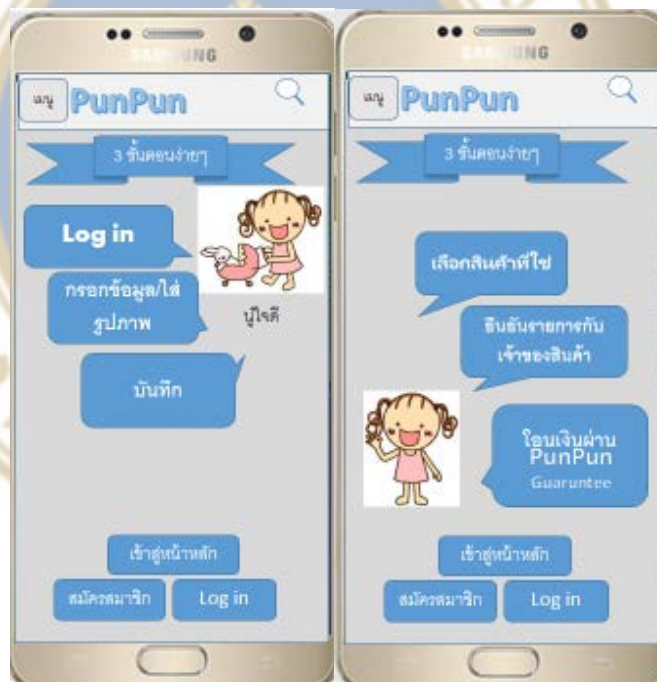 SAMSUNG
เมนู
PunPun
3 ขั้นตอนง่ายๆ
Log in
กรอกข้อมูล/ใส่
รูปภาพ
นู๋ใจดี
บันทึก
เข้าสู่หน้าหลัก
สมัครสมาชิก
Log in
SAMSUNG
เมนู
PunPun
3 ขั้นตอนง่ายๆ
เลือกสินค้าที่ใช่
ยืนยันรายการกับ
เจ้าของสินค้า
โอนเงินผ่าน
PunPun
Guaruntee
เข้าสู่หน้าหลัก
สมัครสมาชิก
Log in